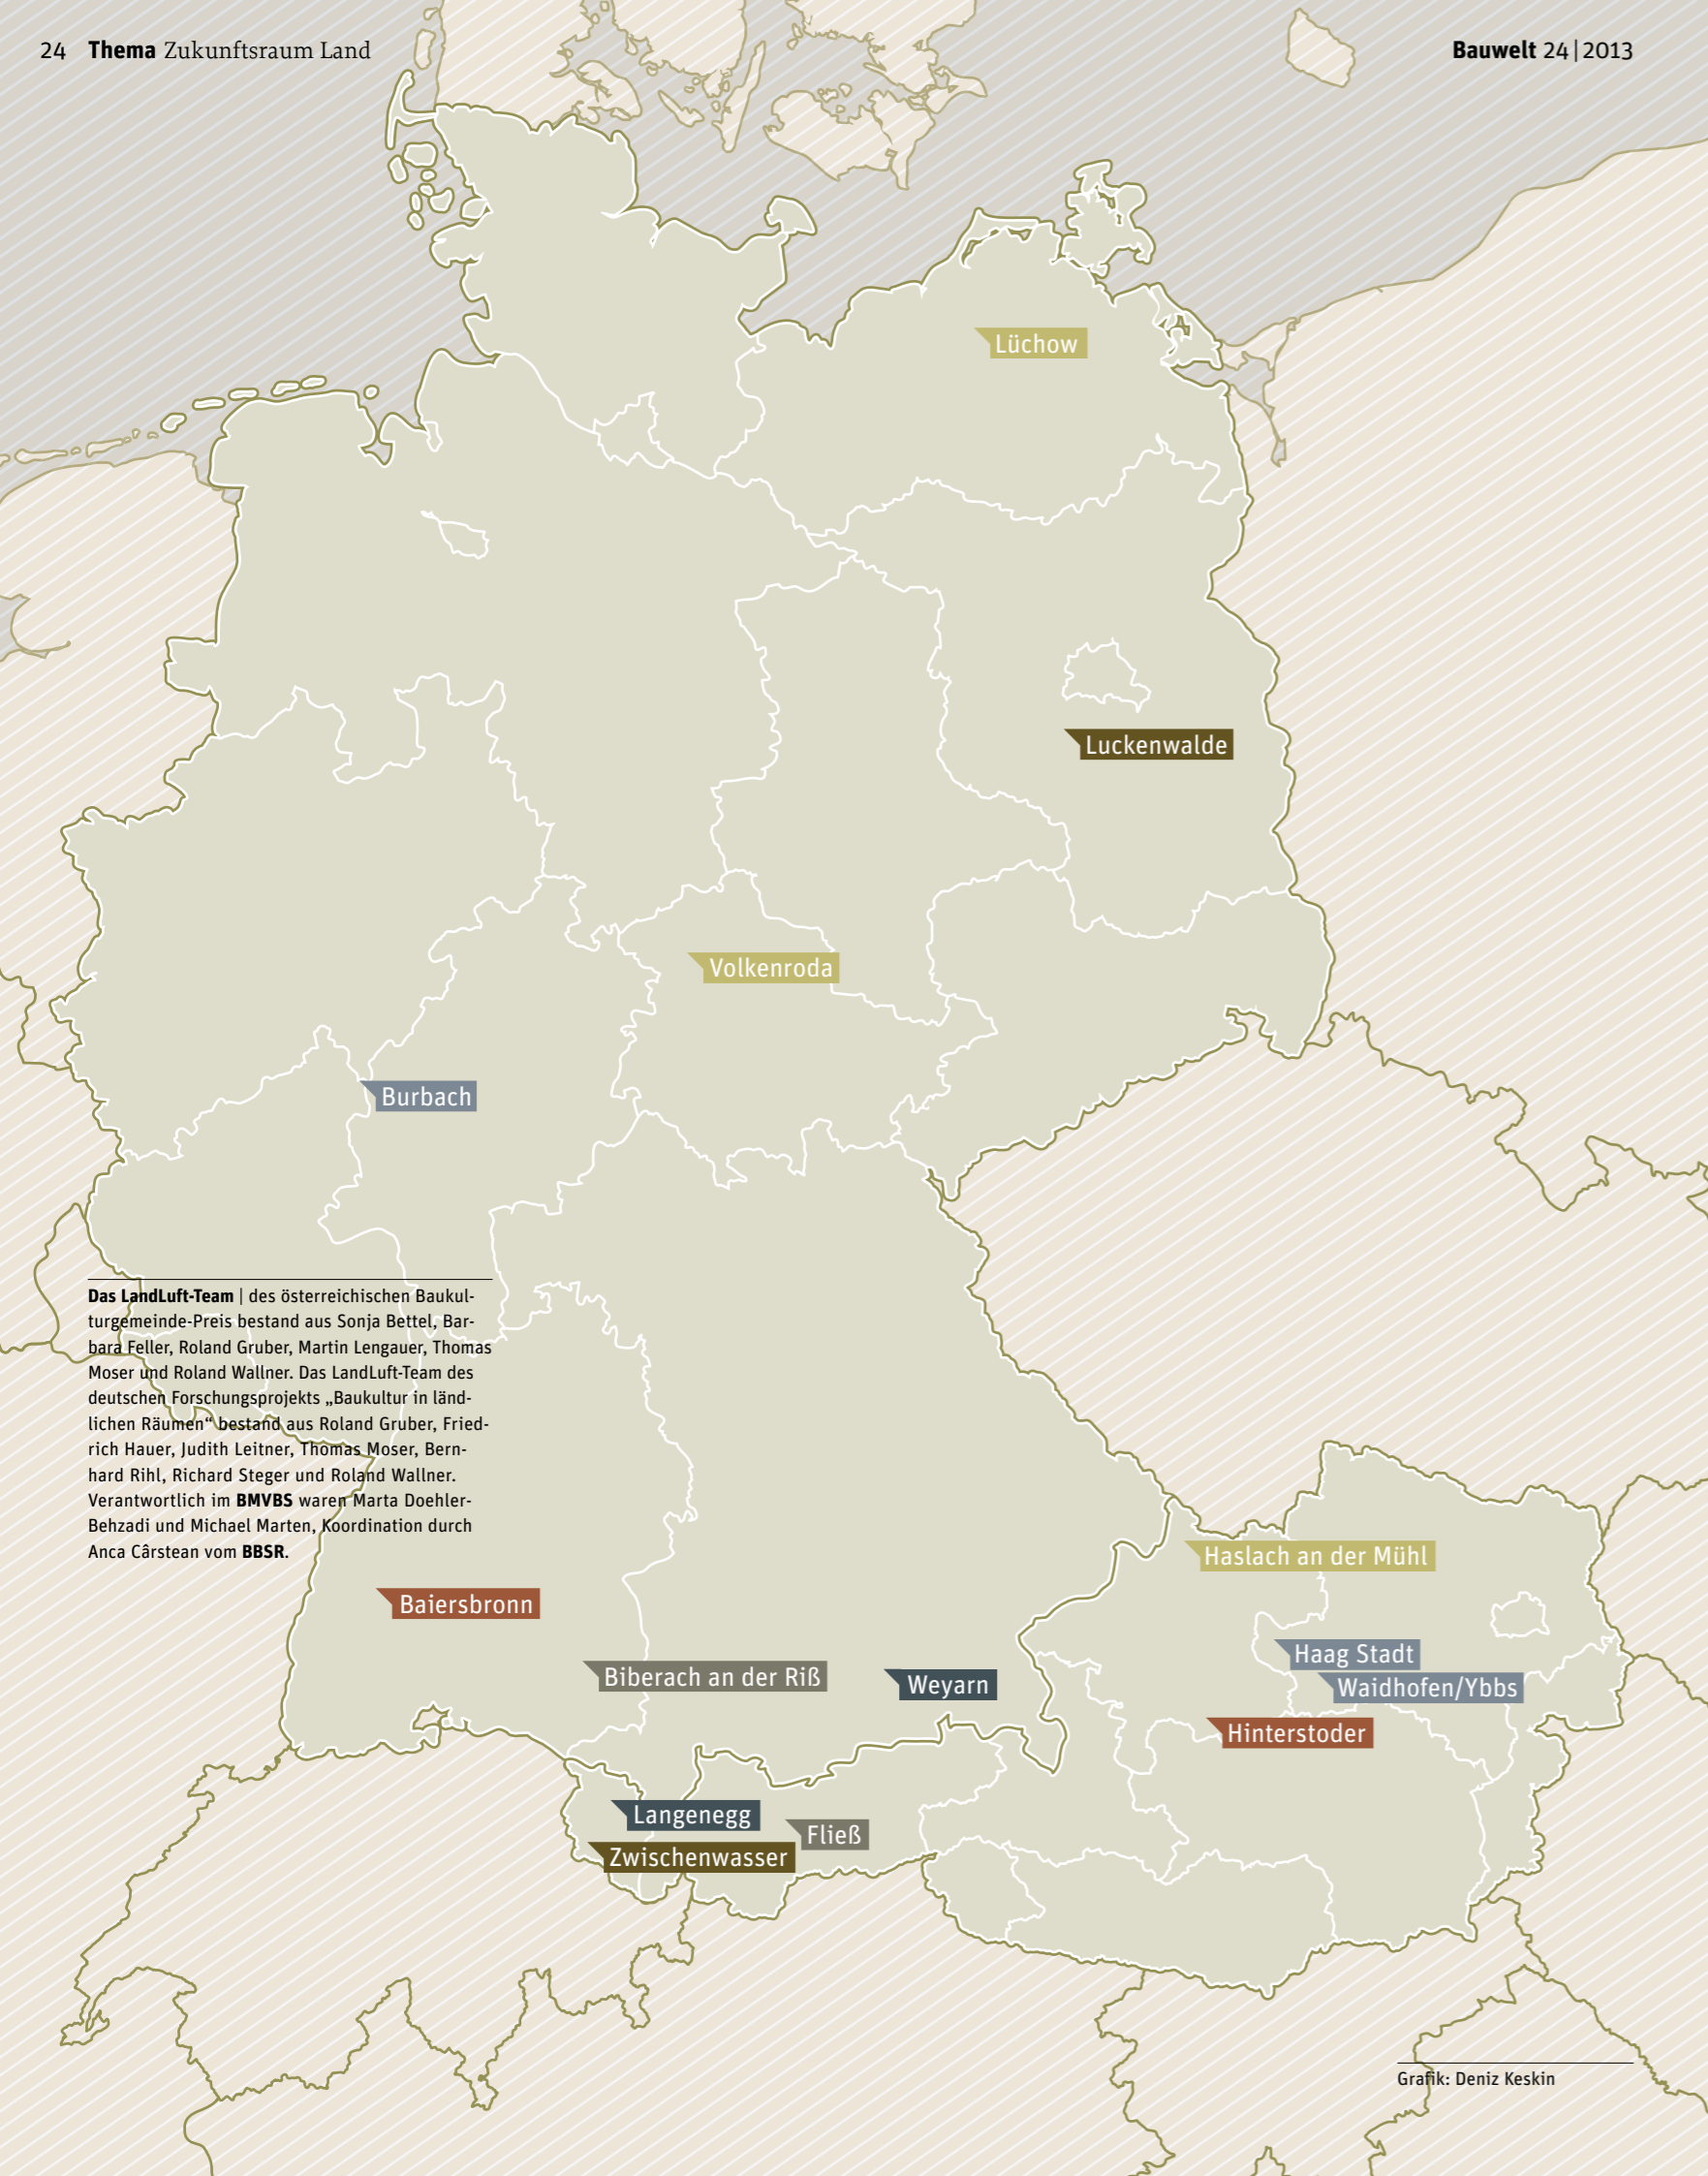 24 Thema Zukunftsraum Land
Bauwelt 24 | 2013
Lüchow
Luckenwalde
Volkenroda
Burbach
Das LandLuft-Team | des österreichischen Baukul-
turgemeinde-Preis bestand aus Sonja Bettel, Bar-
bara Feller, Roland Gruber, Martin Lengauer, Thomas
Moser und Roland Wallner. Das LandLuft-Team des
deutschen Forschungsprojekts „Baukultur in länd-
lichen Räumen“ bestand aus Roland Gruber, Fried-
rich Hauer, Judith Leitner, Thomas Moser, Bern-
hard Rihl, Richard Steger und Roland Wallner.
Verantwortlich im BMVBS waren Marta Doehler-
Behzadi und Michael Marten, Koordination durch
Anca Cârstean vom BBSR.
Haslach an der Mühl
Baiersbronn
Haag Stadt
Biberach an der Riß
Weyarn
Waidhofen/Ybbs
Hinterstoder
Langenegg
Fließ
Zwischenwasser
Grafik: Deniz Keskin